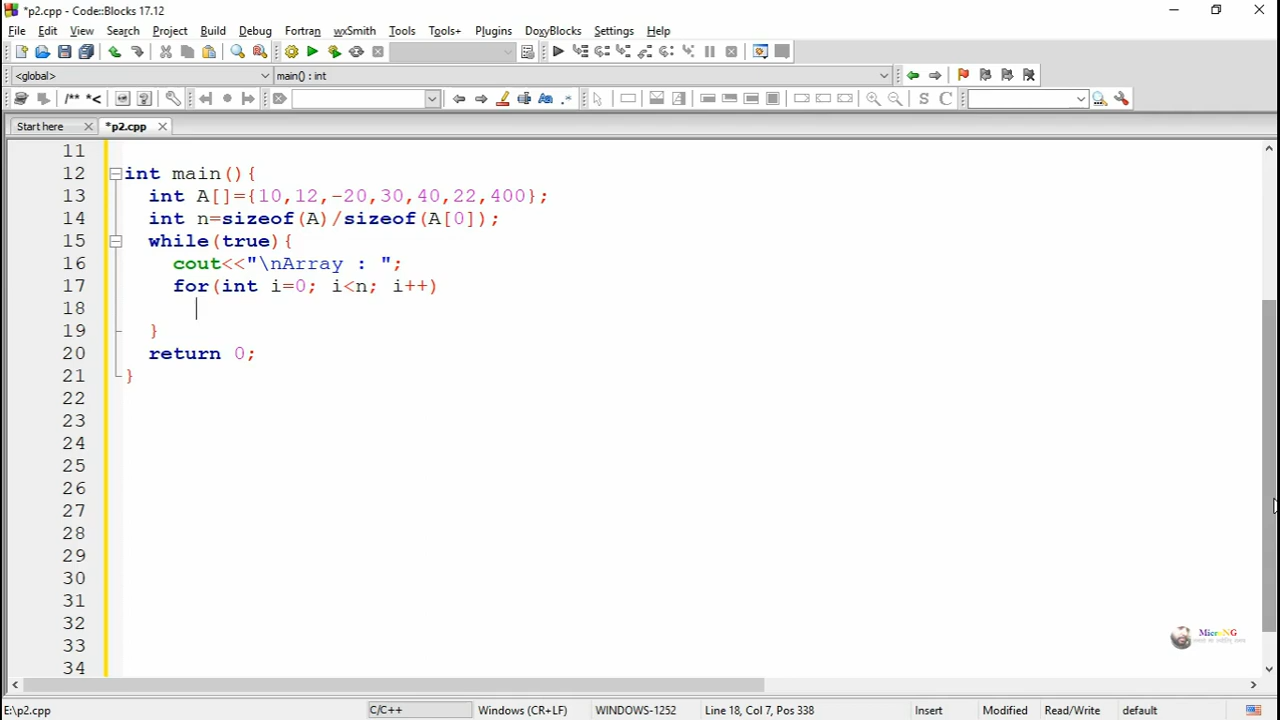 *p2.cpp - Code::Blocks 17.12
File Edit View Search Project Build Debug Fortran wxSmith Tools Tools+ Plugins DoxyBlocks Settings Help
<global> main() : int
/** *< Aa .* S C
Start here *p2.cpp
11
12 int main(){
13 int A[]={10,12,-20,30,40,22,400};
14 int n=sizeof(A)/sizeof(A[0]);
15 while(true){
16 cout<<"\nArray : ";
17 for(int i=0; i<n; i++)
18
19 }
20 return 0;
21 }
22
23
24
25
26
27
28
29
30
31
32
33
34
MicroNG
E:\p2.cpp C/C++ Windows (CR+LF) WINDOWS-1252 Line 18, Col 7, Pos 338 Insert Modified Read/Write default